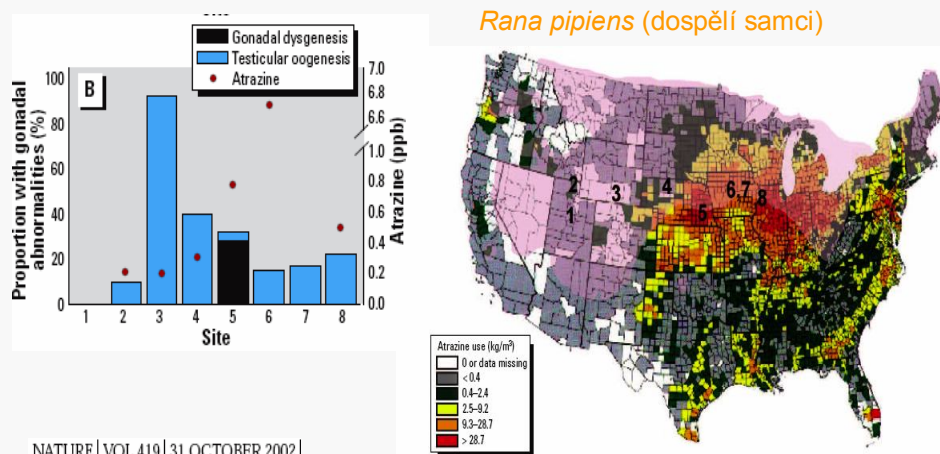 Rana pipiens (dospělí samci)
Gonadal dysgenesis
Testicular oogenesis
Atrazine
B
Proportion with gonadal
abnormalities (%)
100
80
60
40
20
0
7.0
6.8
6.6
1.0
0.8
0.6
0.4
0.2
0.0
Atrazine (ppb)
1 2 3 4 5 6 7 8
Site
2 3 4 6,7 8
1 5
Atrazine use (kg/m³)
0 or data missing
< 0.4
0.4–2.4
2.5–9.2
9.3–28.7
> 28.7
NATURE | VOL 419 | 31 OCTOBER 2002 |